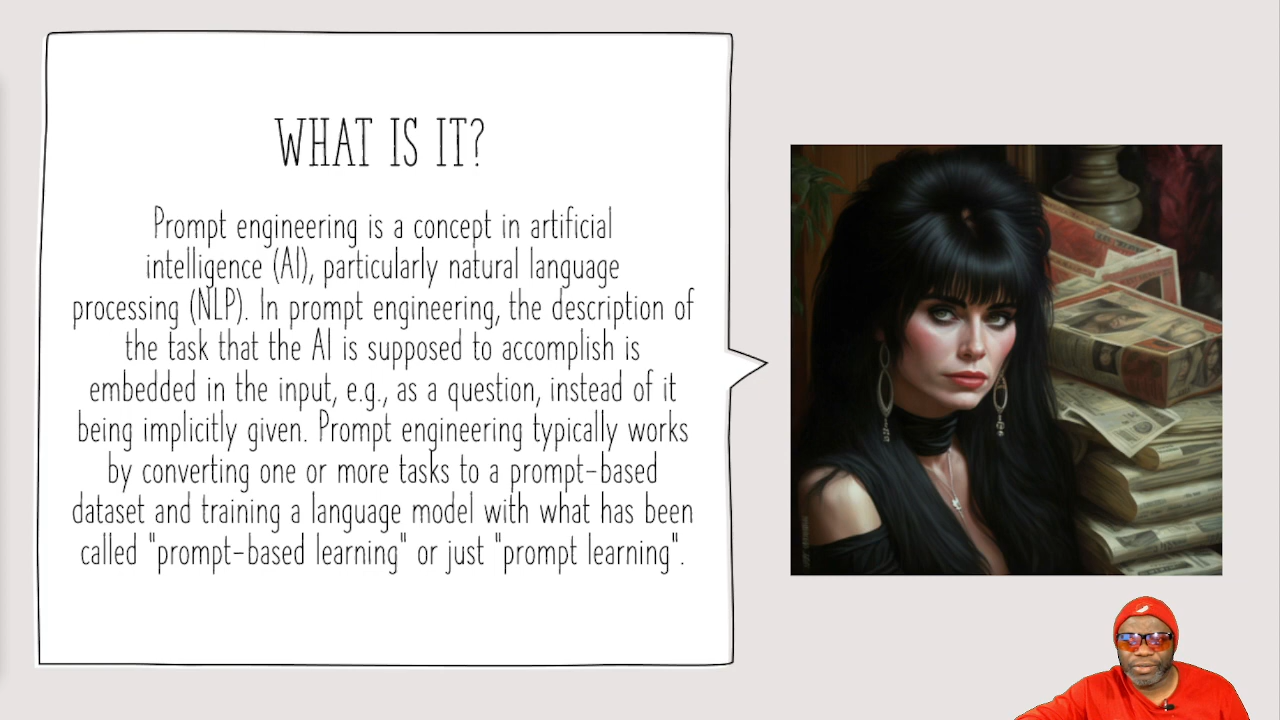 WHAT IS IT?
Prompt engineering is a concept in artificial
intelligence (AI), particularly natural language
processing (NLP). In prompt engineering, the description of
the task that the AI is supposed to accomplish is
embedded in the input, e.g., as a question, instead of it
being implicitly given. Prompt engineering typically works
by converting one or more tasks to a prompt-based
dataset and training a language model with what has been
called "prompt-based learning" or just "prompt learning".